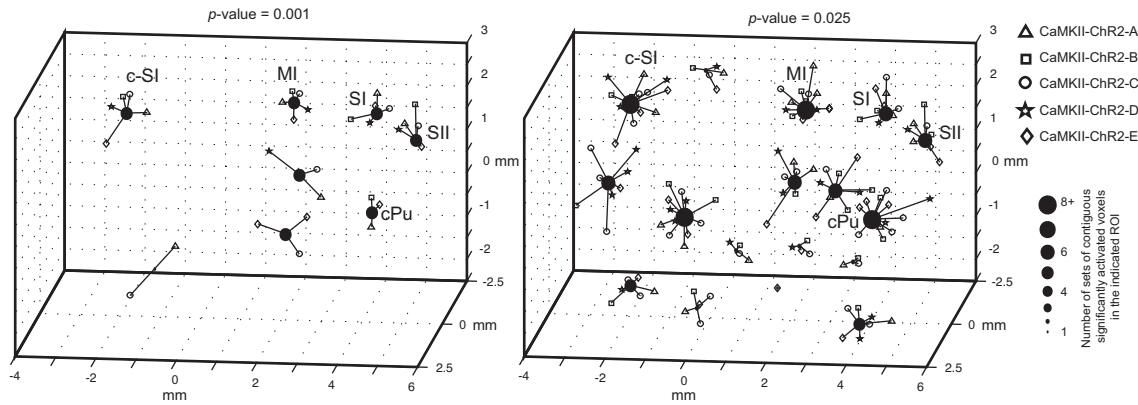 p-value = 0.001
c-SI
MI
SI
SII
cPu
3
2
1
0 mm
-1
-2
-2.5
0 mm
2.5
-4
-2
0
2
4
6
mm
p-value = 0.025
c-SI
MI
SI
SII
cPu
3
2
1
0 mm
-1
-2
-2.5
0 mm
2.5
-4
-2
0
2
4
6
mm
CaMKII-ChR2-A
CaMKII-ChR2-B
CaMKII-ChR2-C
CaMKII-ChR2-D
CaMKII-ChR2-E
8+
6
4
1
Number of sets of contiguous
significantly activated voxels
in the indicated ROI